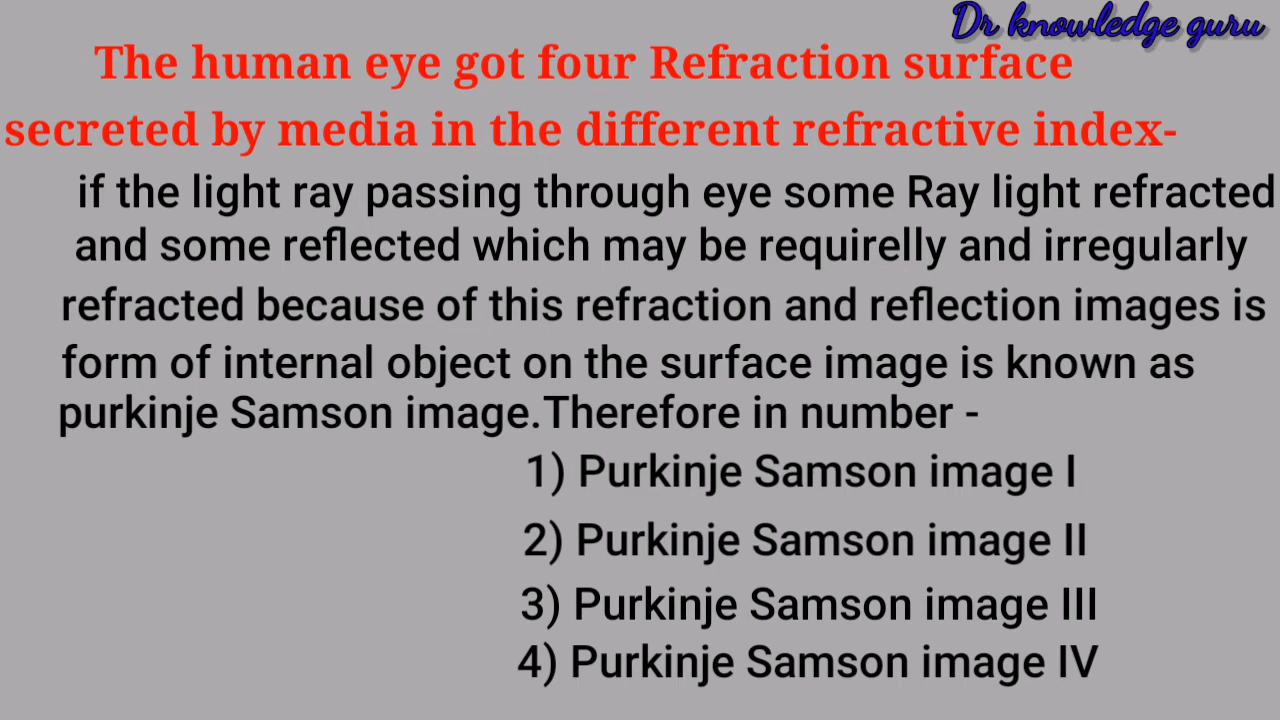 Dr knowledge guru
The human eye got four Refraction surface
secreted by media in the different refractive index-
if the light ray passing through eye some Ray light refracted
and some reflected which may be requirelly and irregularly
refracted because of this refraction and reflection images is
form of internal object on the surface image is known as
purkinje Samson image.Therefore in number -
1) Purkinje Samson image I
2) Purkinje Samson image II
3) Purkinje Samson image III
4) Purkinje Samson image IV